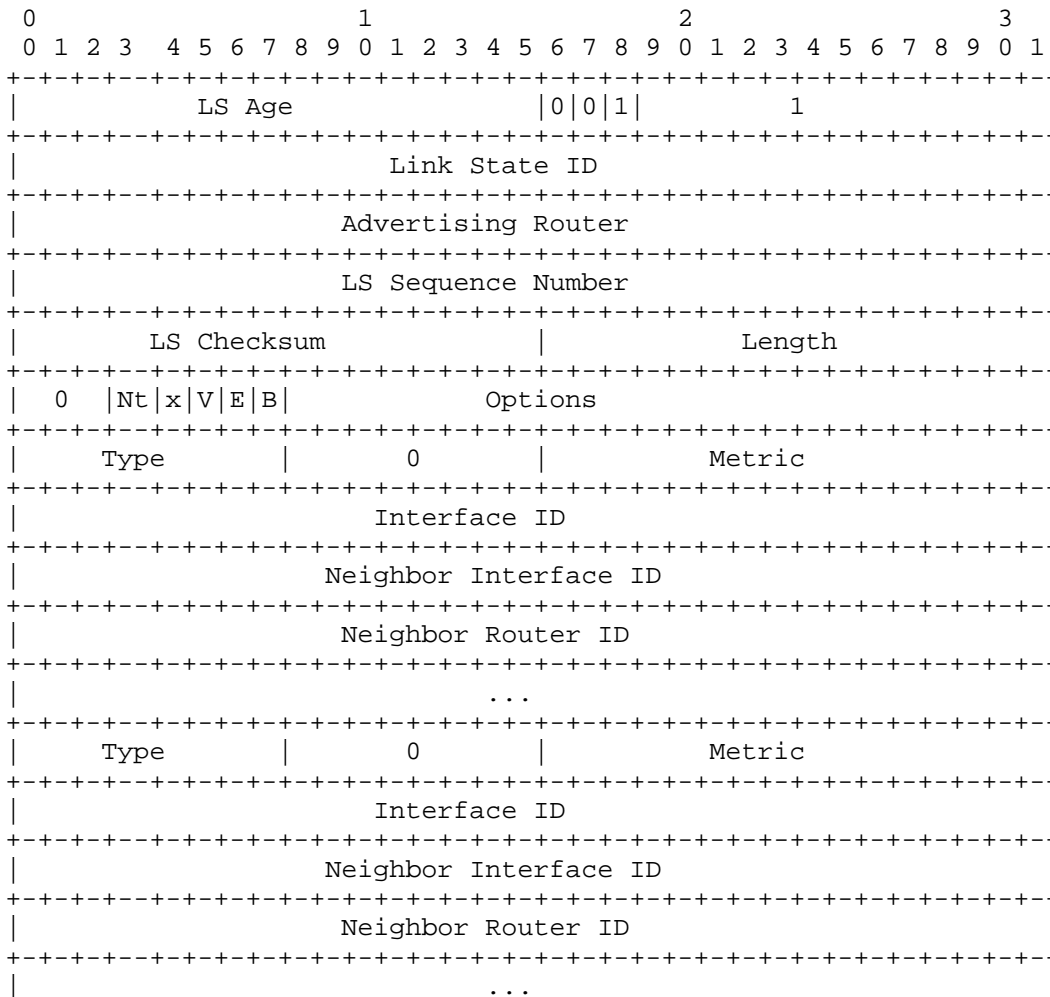 0                   1                   2                   3
 0 1 2 3  4 5 6 7 8 9 0 1 2 3 4 5 6 7 8 9 0 1 2 3 4 5 6 7 8 9 0 1
+-+-+-+--+-+-+-+-+-+-+-+-+-+-+-+-+-+-+-+-+-+-+-+-+-+-+-+-+-+-+-+-
|           LS Age               |0|0|1|         1
+-+-+-+--+-+-+-+-+-+-+-+-+-+-+-+-+-+-+-+-+-+-+-+-+-+-+-+-+-+-+-+-
|                       Link State ID
+-+-+-+--+-+-+-+-+-+-+-+-+-+-+-+-+-+-+-+-+-+-+-+-+-+-+-+-+-+-+-+-
|                    Advertising Router
+-+-+-+--+-+-+-+-+-+-+-+-+-+-+-+-+-+-+-+-+-+-+-+-+-+-+-+-+-+-+-+-
|                    LS Sequence Number
+-+-+-+--+-+-+-+-+-+-+-+-+-+-+-+-+-+-+-+-+-+-+-+-+-+-+-+-+-+-+-+-
|        LS Checksum             |            Length
+-+-+-+--+-+-+-+-+-+-+-+-+-+-+-+-+-+-+-+-+-+-+-+-+-+-+-+-+-+-+-+-
|  0  |Nt|x|V|E|B|            Options
+-+-+-+--+-+-+-+-+-+-+-+-+-+-+-+-+-+-+-+-+-+-+-+-+-+-+-+-+-+-+-+-
|     Type       |       0       |          Metric
+-+-+-+--+-+-+-+-+-+-+-+-+-+-+-+-+-+-+-+-+-+-+-+-+-+-+-+-+-+-+-+-
|                      Interface ID
+-+-+-+--+-+-+-+-+-+-+-+-+-+-+-+-+-+-+-+-+-+-+-+-+-+-+-+-+-+-+-+-
|                   Neighbor Interface ID
+-+-+-+--+-+-+-+-+-+-+-+-+-+-+-+-+-+-+-+-+-+-+-+-+-+-+-+-+-+-+-+-
|                    Neighbor Router ID
+-+-+-+--+-+-+-+-+-+-+-+-+-+-+-+-+-+-+-+-+-+-+-+-+-+-+-+-+-+-+-+-
|                             ...
+-+-+-+--+-+-+-+-+-+-+-+-+-+-+-+-+-+-+-+-+-+-+-+-+-+-+-+-+-+-+-+-
|     Type       |       0       |          Metric
+-+-+-+--+-+-+-+-+-+-+-+-+-+-+-+-+-+-+-+-+-+-+-+-+-+-+-+-+-+-+-+-
|                      Interface ID
+-+-+-+--+-+-+-+-+-+-+-+-+-+-+-+-+-+-+-+-+-+-+-+-+-+-+-+-+-+-+-+-
|                   Neighbor Interface ID
+-+-+-+--+-+-+-+-+-+-+-+-+-+-+-+-+-+-+-+-+-+-+-+-+-+-+-+-+-+-+-+-
|                    Neighbor Router ID
+-+-+-+--+-+-+-+-+-+-+-+-+-+-+-+-+-+-+-+-+-+-+-+-+-+-+-+-+-+-+-+-
|                             ...